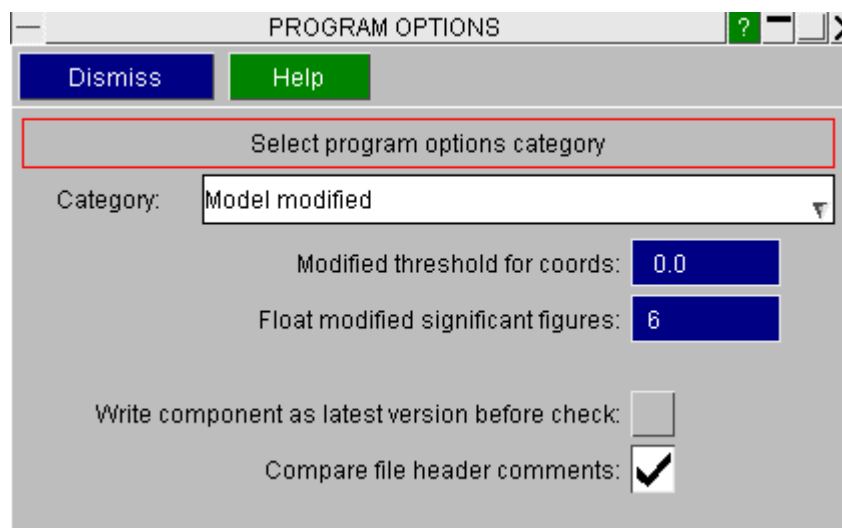 PROGRAM OPTIONS ?
Dismiss Help
Select program options category
Category: Model modified
Modified threshold for coords: 0.0
Float modified significant figures: 6
Write component as latest version before check:
Compare file header comments: